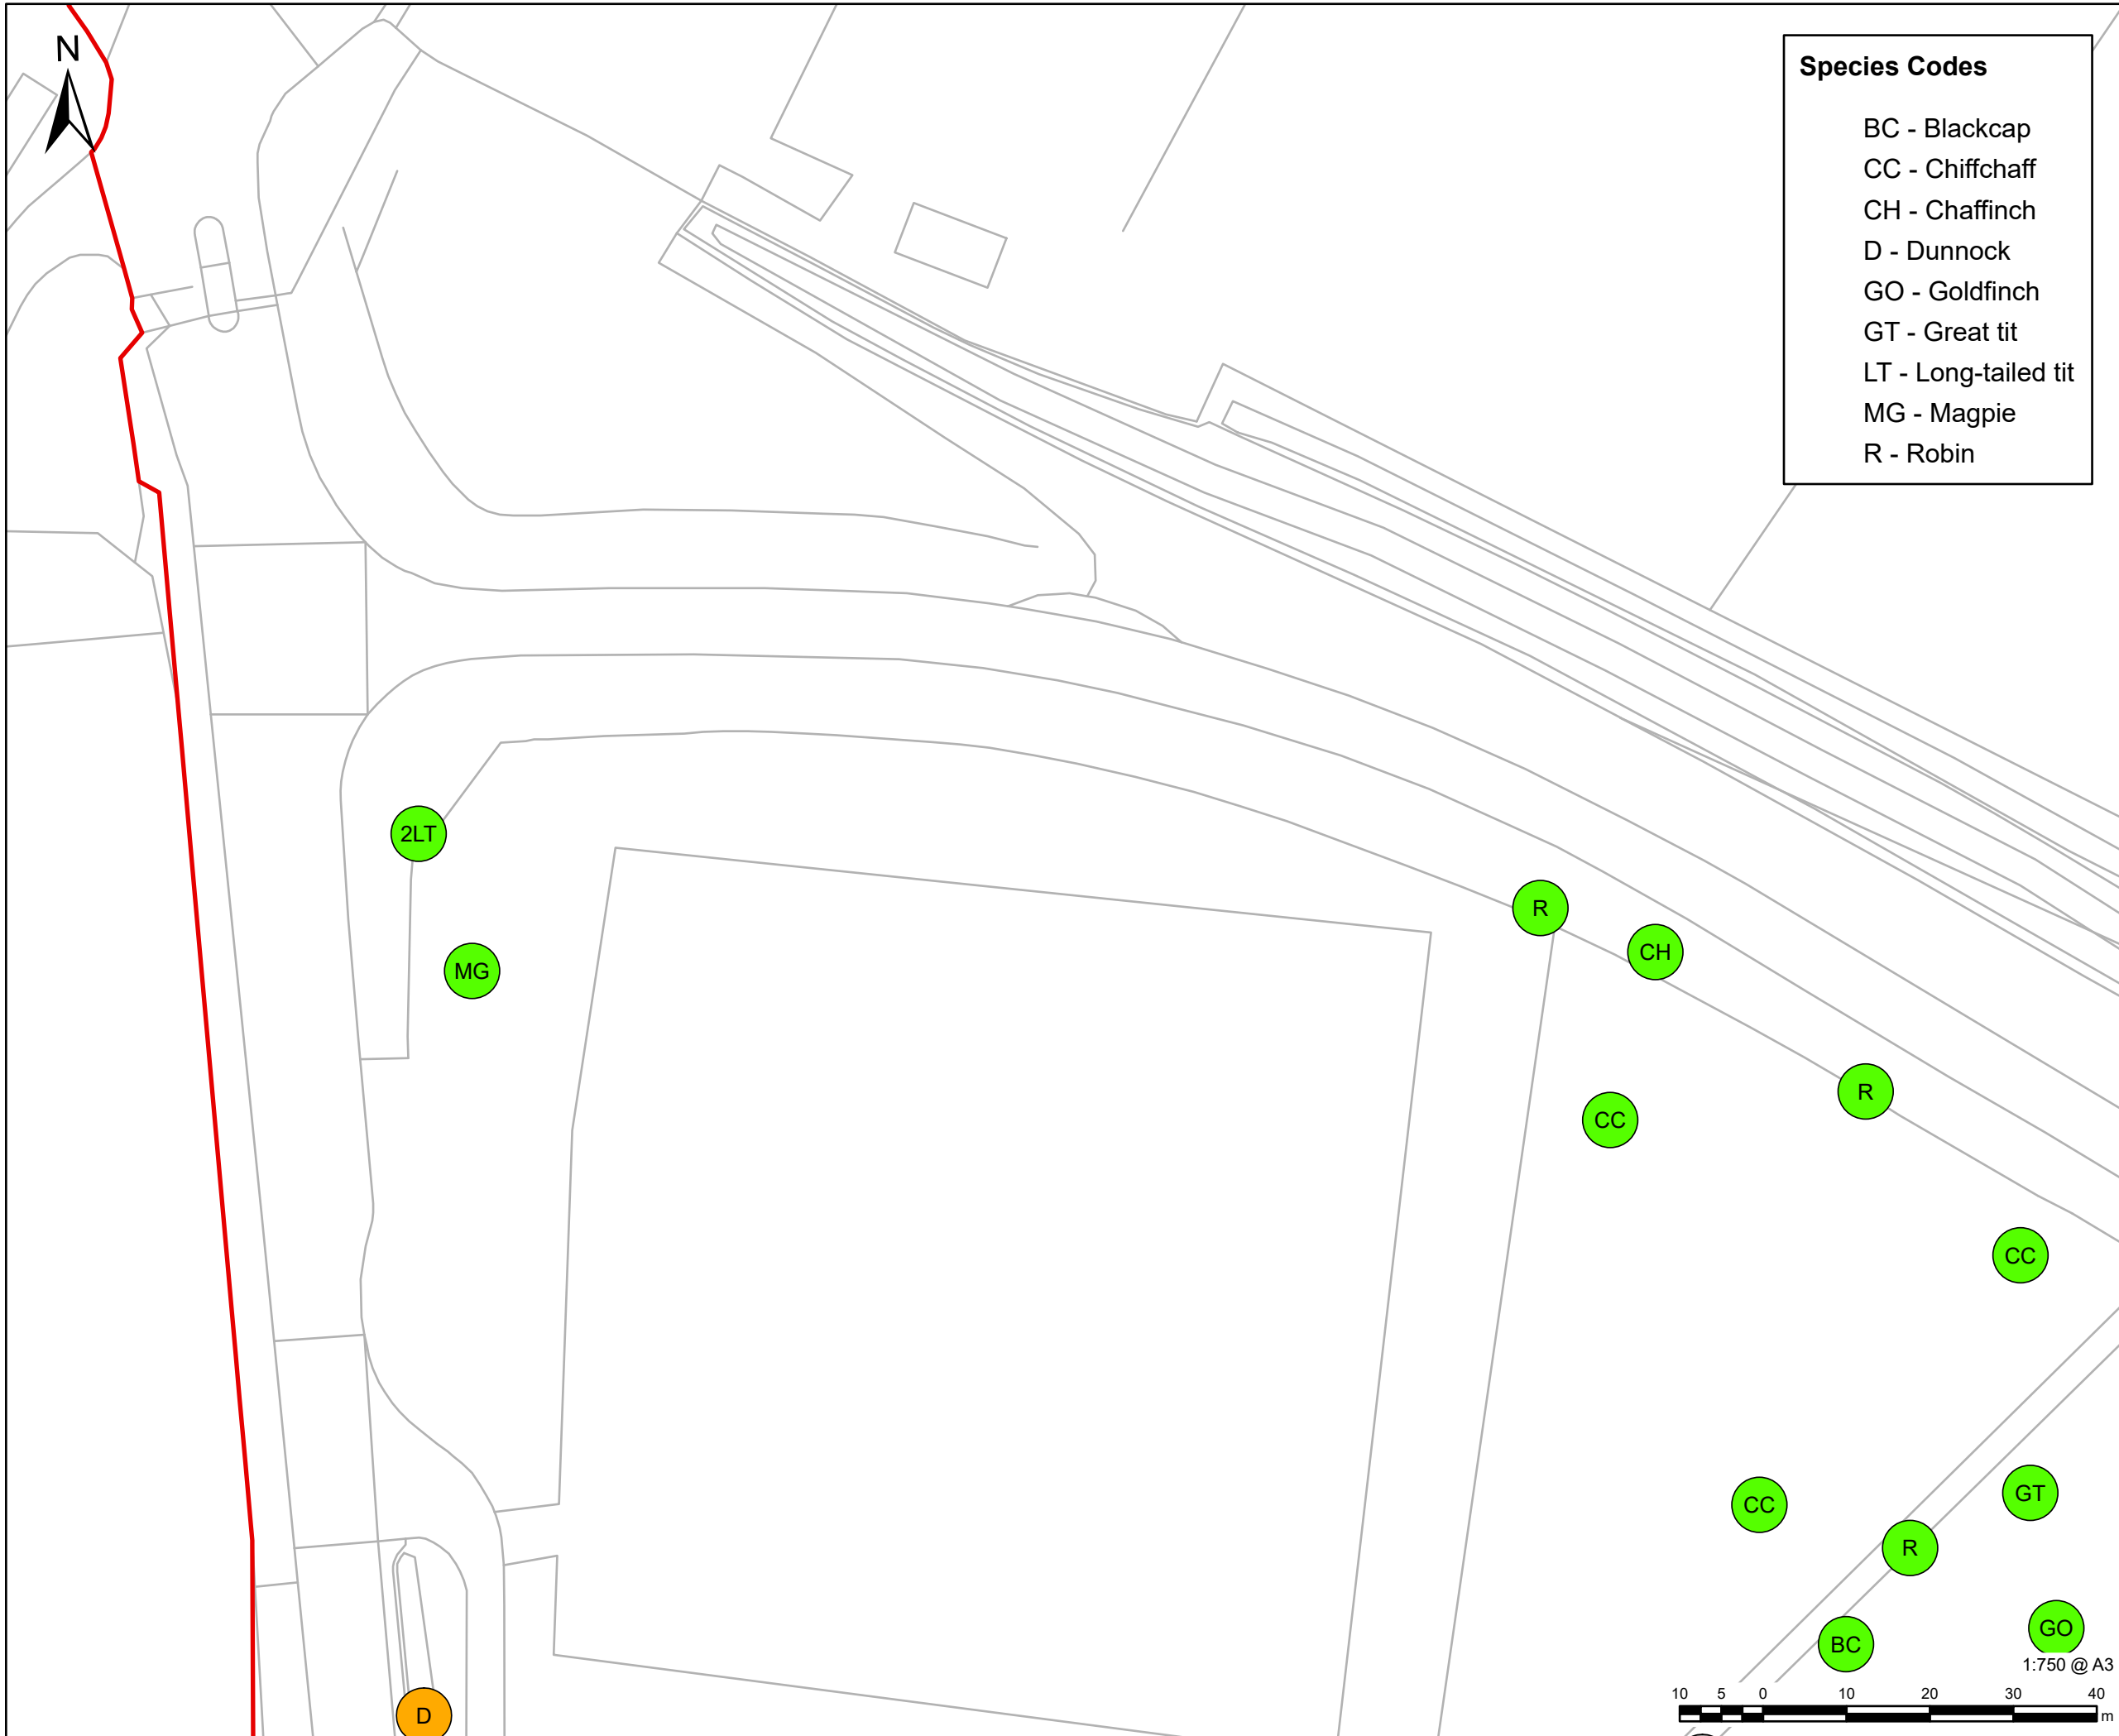 N
Species Codes
BC - Blackcap
CC - Chiffchaff
CH - Chaffinch
D - Dunnock
GO - Goldfinch
GT - Great tit
LT - Long-tailed tit
MG - Magpie
R - Robin
2LT
R
CH
MG
R
CC
CC
GT
CC
R
GO
BC
1:750 @ A3
10 5 0 10 20 30 40
m
D